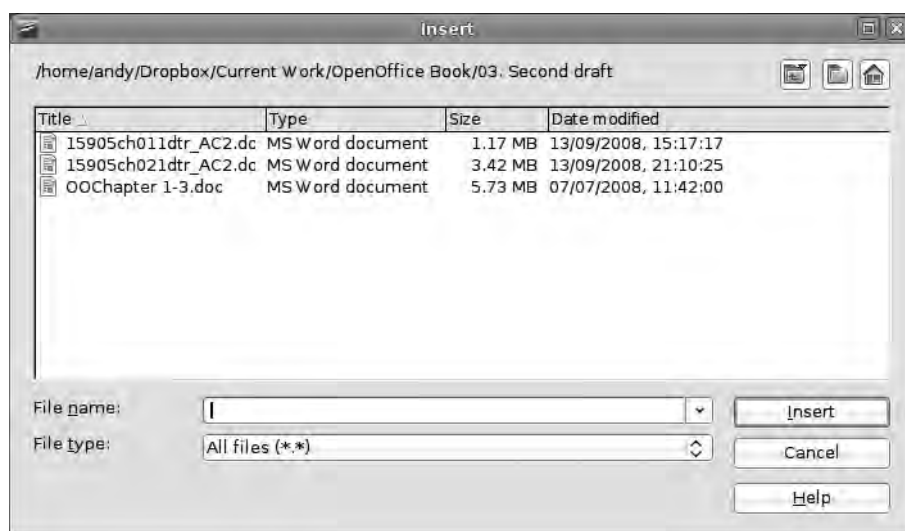 Insert
/home/andy/Dropbox/Current Work/OpenOffice Book/03. Second draft
Title Type Size Date modified
15905ch011dtr_AC2.dc MS Word document 1.17 MB 13/09/2008, 15:17:17
15905ch021dtr_AC2.dc MS Word document 3.42 MB 13/09/2008, 21:10:25
OOChapter 1-3.doc MS Word document 5.73 MB 07/07/2008, 11:42:00
File name: Insert
File type: All files (*.*) Cancel
Help